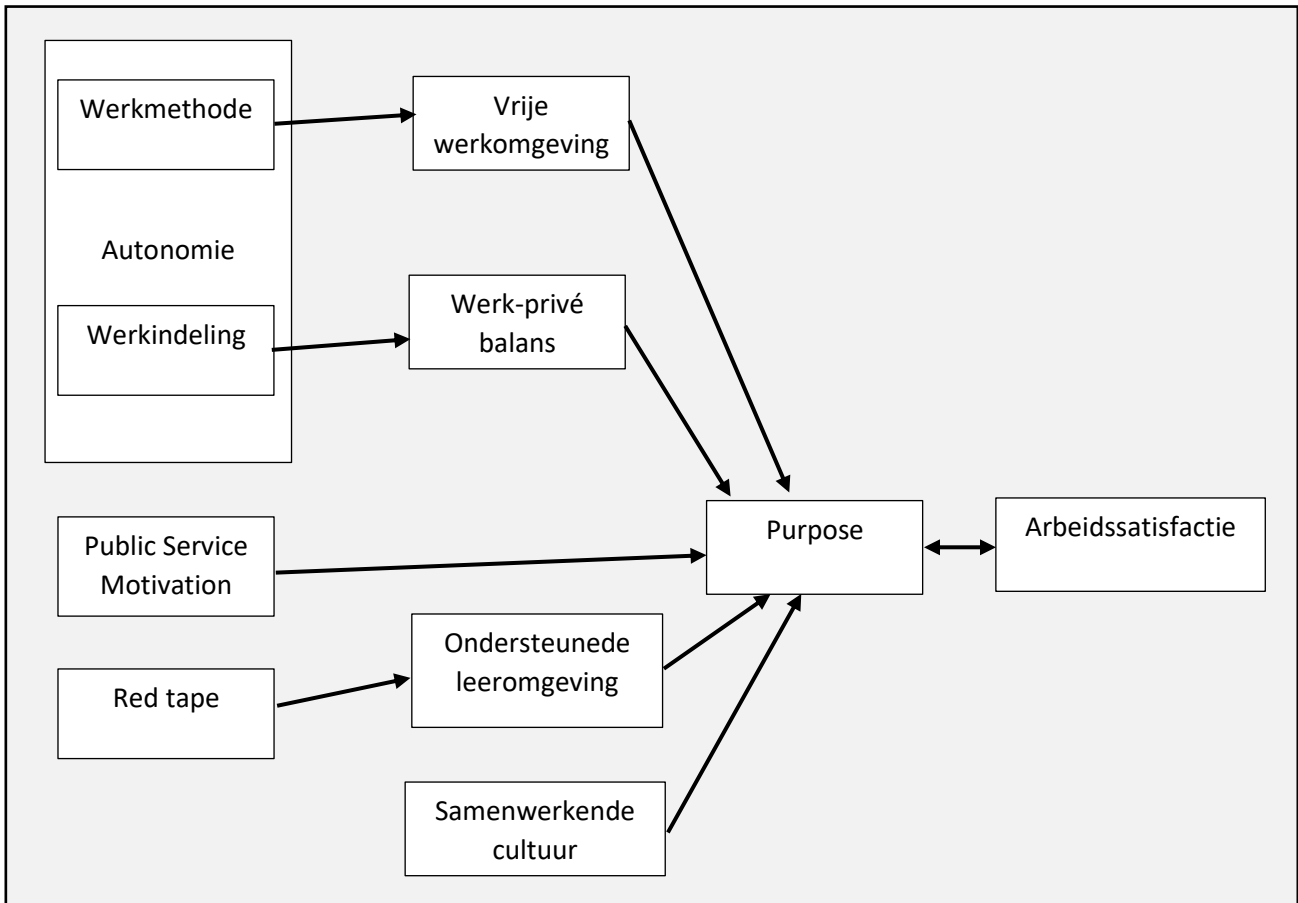 Werkmethode
Vrije
werkomgeving
Autonomie
Werkindeling
Werk-privé
balans
Public Service
Motivation
Purpose
Arbeidssatisfactie
Red tape
Ondersteunede
leeromgeving
Samenwerkende
cultuur